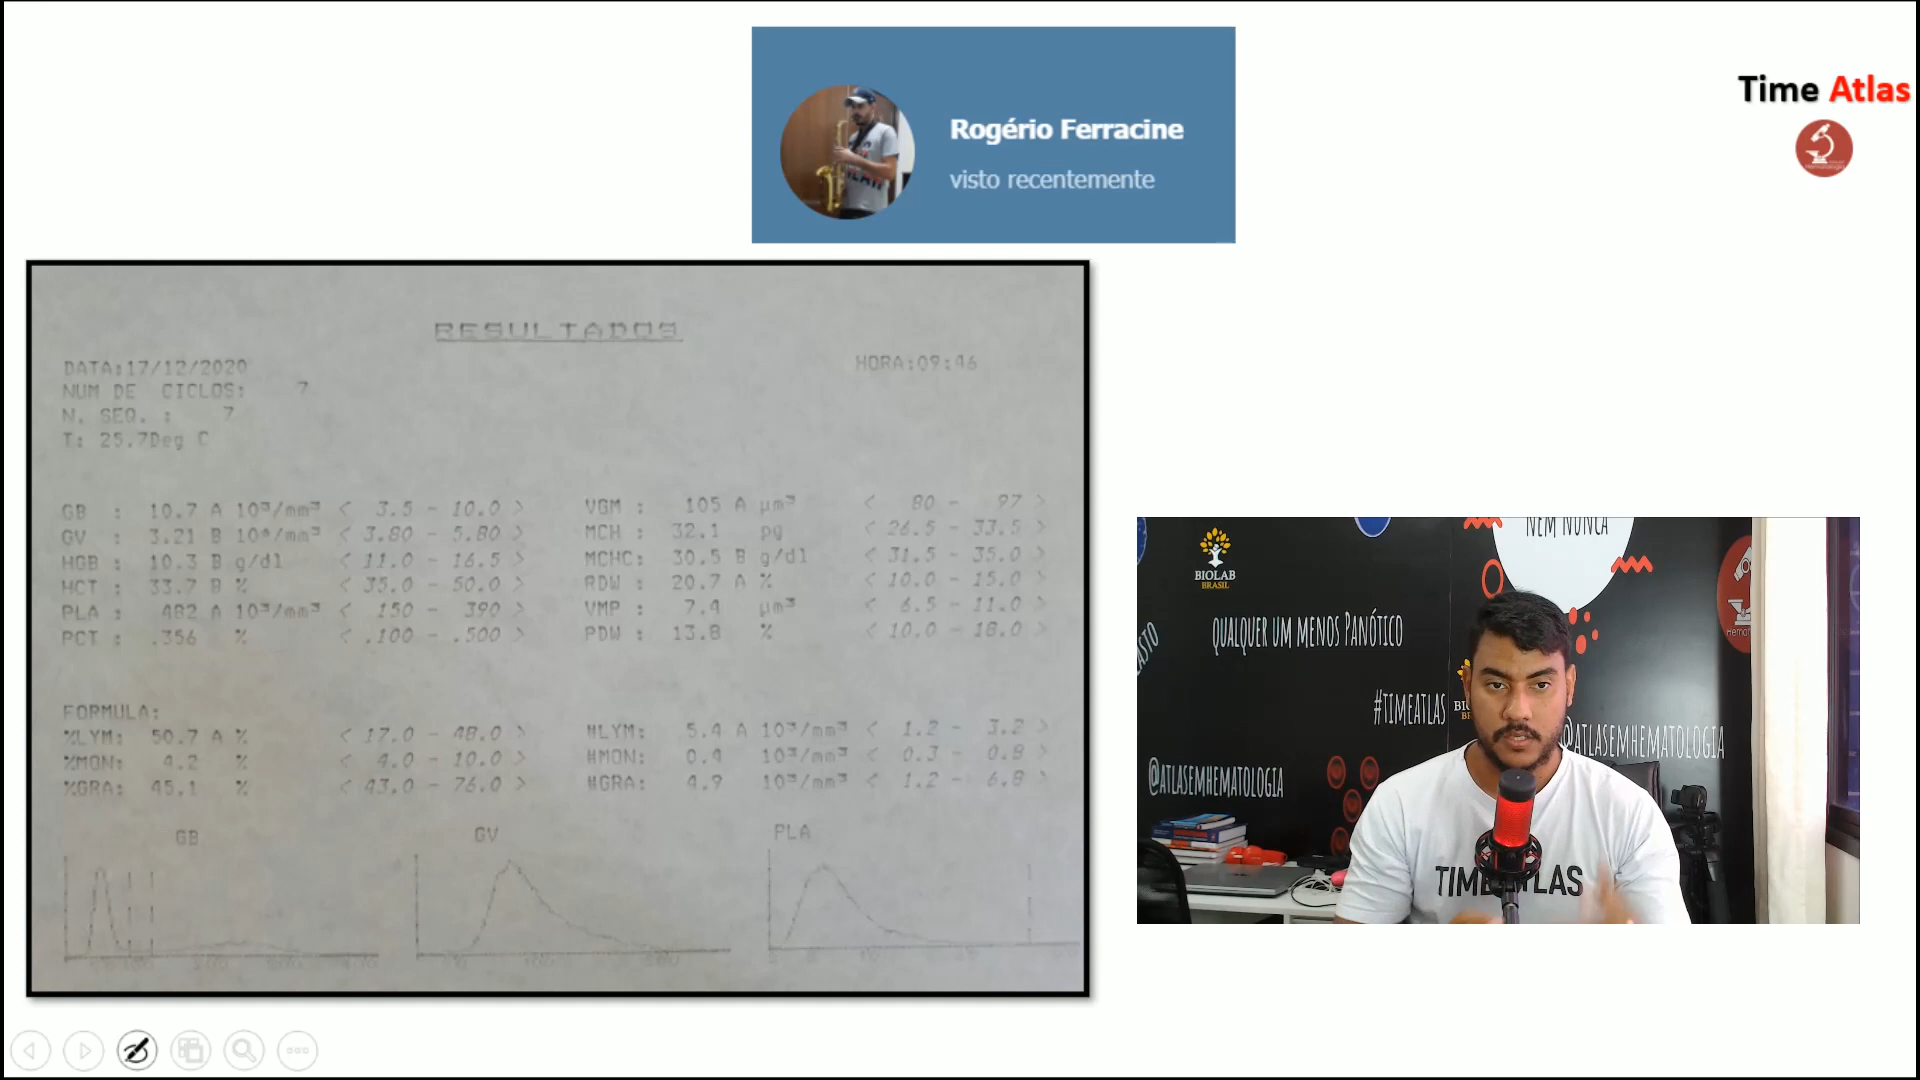 Rogério Ferracine
visto recentemente
Time Atlas
RESULTADOS
DATA:17/12/2020 HORA:09:46
NUM DE CICLOS: 7
N. SEQ. : 7
T: 25.7Deg C
GB : 10.7 A 10³/mm³ < 3.5 - 10.0 > VGM : 105 A µm³ < 80 - 97 >
GV : 3.21 B 10⁶/mm³ < 3.80 - 5.80 > MCH : 32.1 pg < 26.5 - 33.5 >
HGB : 10.3 B g/dl < 11.0 - 16.5 > MCHC: 30.5 B g/dl < 31.5 - 35.0 >
HCT : 33.7 B % < 35.0 - 50.0 > RDW : 20.7 A % < 10.0 - 15.0 >
PLA : 482 A 10³/mm³ < 150 - 390 > VMP : 7.4 µm³ < 6.5 - 11.0 >
PCT : .356 % < .100 - .500 > PDW : 13.8 % < 10.0 - 18.0 >
FORMULA:
%LYM: 50.7 A % < 17.0 - 48.0 > #LYM: 5.4 A 10³/mm³ < 1.2 - 3.2 >
%MON: 4.2 % < 4.0 - 10.0 > #MON: 0.4 10³/mm³ < 0.3 - 0.8 >
%GRA: 45.1 % < 43.0 - 76.0 > #GRA: 4.9 10³/mm³ < 1.2 - 6.8 >
GB GV PLA
NEM NUNCA
BIOLAB
BRASIL
QUALQUER UM MENOS PANÓTICO
#TIMEATLAS
@ATLASEMHEMATOLOGIA
@ATLASEMHEMATOLOGIA